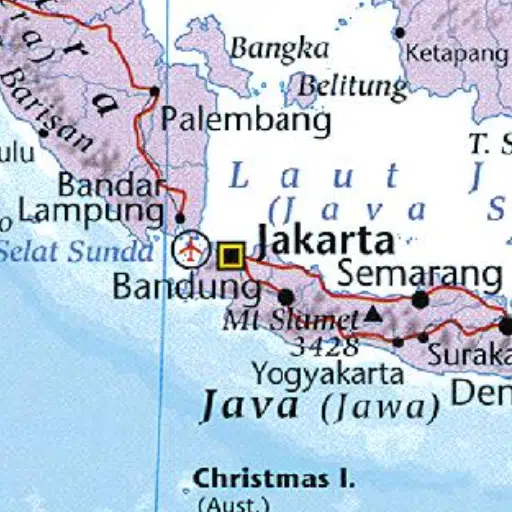 r
a
ra)
Barisan
Bangka
Belitung
Ketapang
Palembang
T. S
ulu
Bandar
Lampung
Laut J
(Java S
o
Selat Sunda
Jakarta
Bandung
Semarang
Mt Slamet
3428
Suraka
Yogyakarta
Java (Jawa)
Den
Christmas I.
(Aust.)